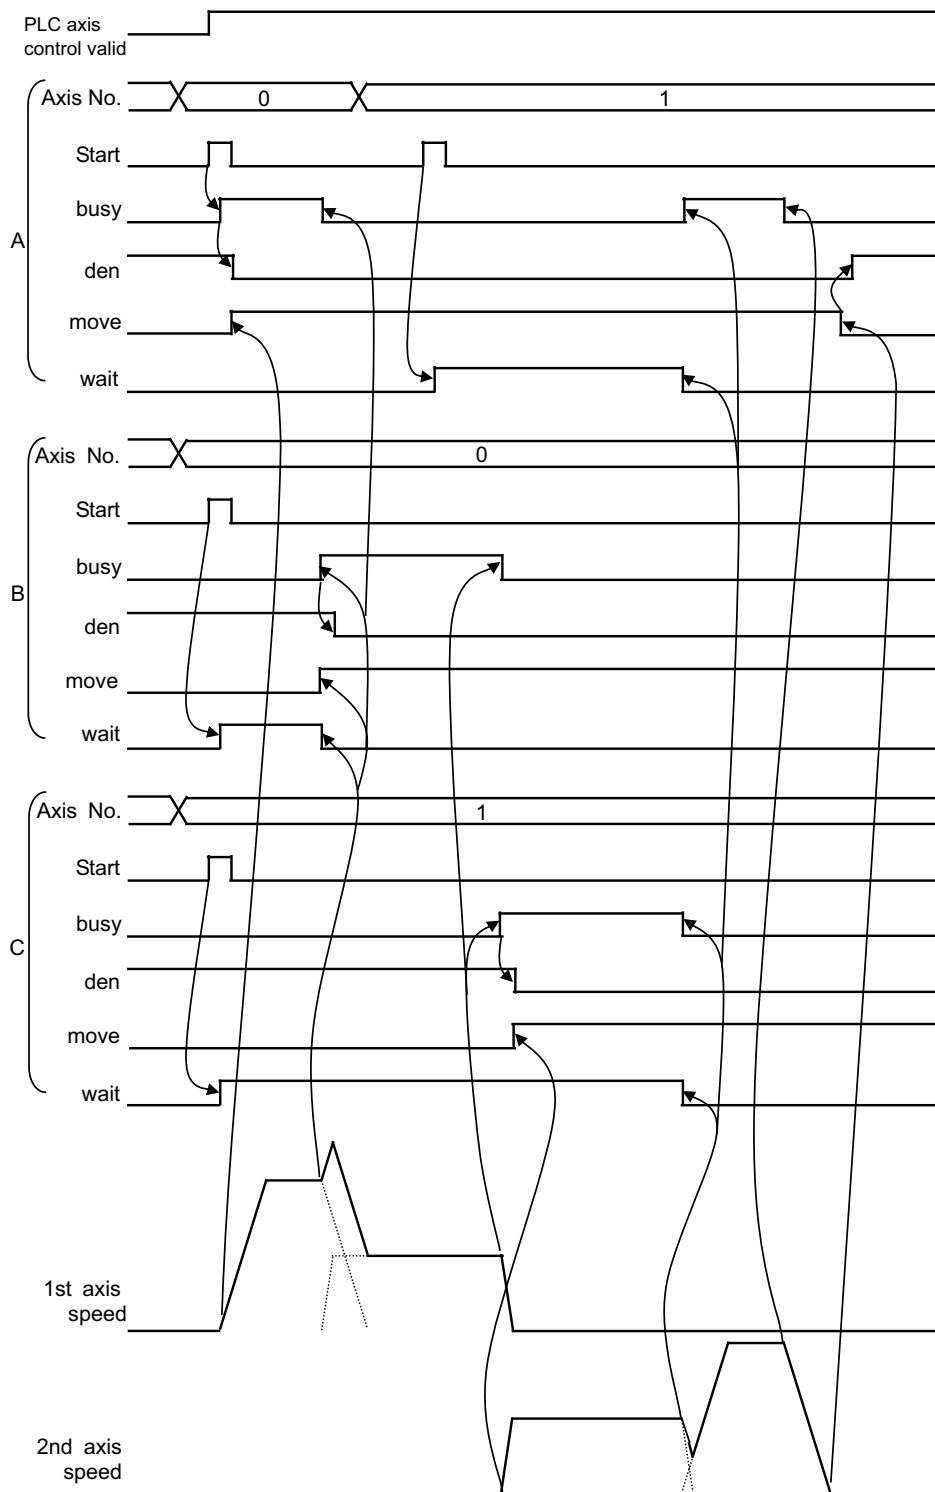 PLC axis
control valid
A
Axis No.
0
1
Start
busy
den
move
wait
B
Axis No.
0
Start
busy
den
move
wait
C
Axis No.
1
Start
busy
den
move
wait
1st axis
speed
2nd axis
speed